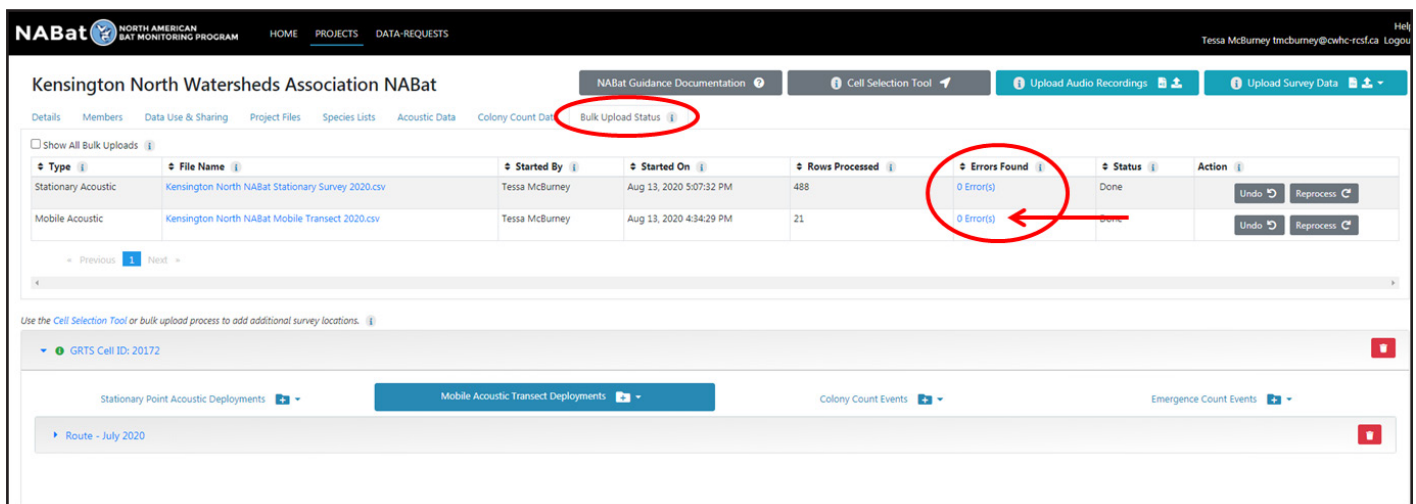 NABat NORTH AMERICAN BAT MONITORING PROGRAM HOME PROJECTS DATA-REQUESTS
Help
Tessa McBurney tmcburney@cwhc-rcsf.ca Logou
Kensington North Watersheds Association NABat
NABat Guidance Documentation ? Cell Selection Tool Upload Audio Recordings Upload Survey Data
Details Members Data Use & Sharing Project Files Species Lists Acoustic Data Colony Count Dat Bulk Upload Status
Show All Bulk Uploads
Type File Name Started By Started On Rows Processed Errors Found Status Action
Stationary Acoustic Kensington North NABat Stationary Survey 2020.csv Tessa McBurney Aug 13, 2020 5:07:32 PM 488 0 Error(s) Done Undo Reprocess
Mobile Acoustic Kensington North NABat Mobile Transect 2020.csv Tessa McBurney Aug 13, 2020 4:34:29 PM 21 0 Error(s) Done Undo Reprocess
« Previous 1 Next »
Use the Cell Selection Tool or bulk upload process to add additional survey locations.
GRTS Cell ID: 20172
Stationary Point Acoustic Deployments Mobile Acoustic Transect Deployments Colony Count Events Emergence Count Events
Route - July 2020